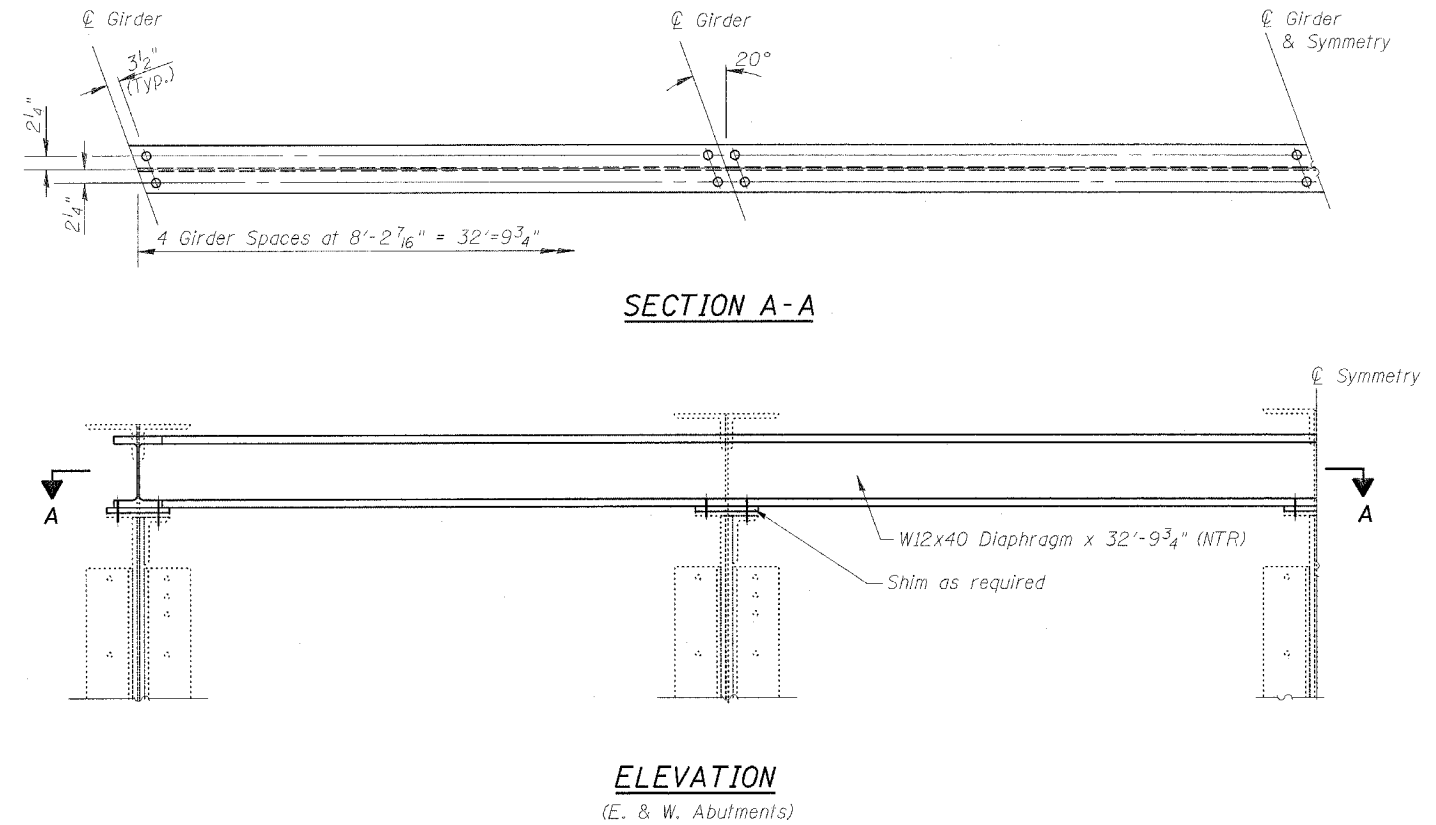 ℄ Girder
℄ Girder
℄ Girder
& Symmetry
3½"
(Typ.)
20°
2¼"
2¼"
4 Girder Spaces at 8'-2 7/16" = 32'=9¾"
SECTION A-A
℄ Symmetry
A
A
W12x40 Diaphragm x 32'-9¾" (NTR)
Shim as required
ELEVATION
(E. & W. Abutments)